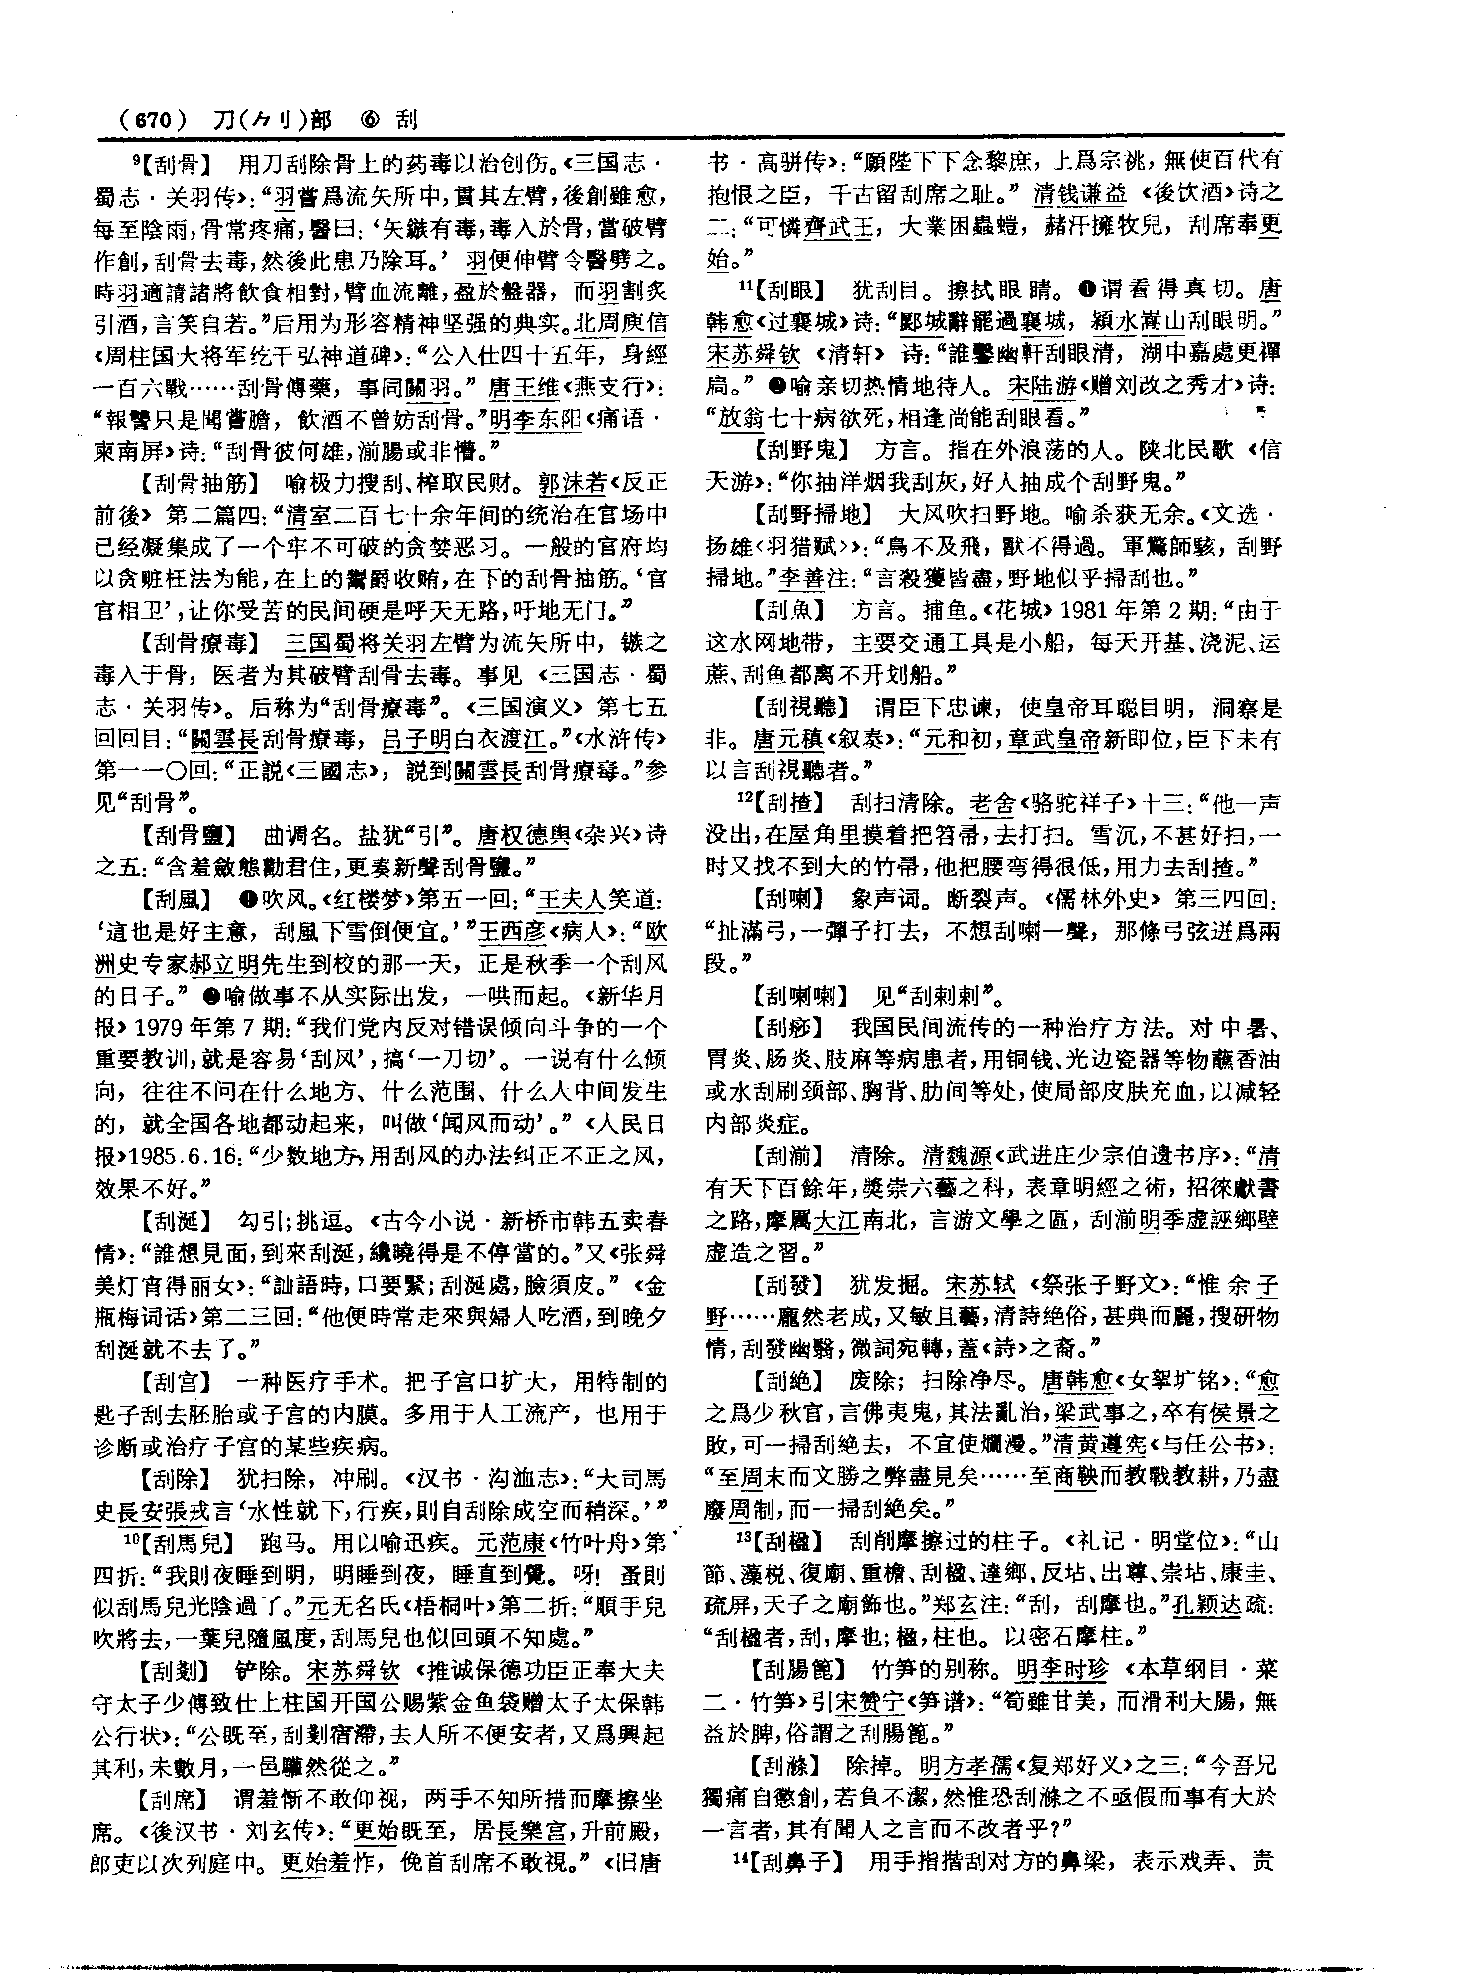 (670) 刀(⺈刂)部 ⑥ 刮
⁹【刮骨】 用刀刮除骨上的药毒以治创伤。《三国志·
蜀志·关羽传》：“羽嘗爲流矢所中，貫其左臂，後創雖愈，
每至陰雨，骨常疼痛，醫曰：‘矢鏃有毒，毒入於骨，當破臂
作創，刮骨去毒，然後此患乃除耳。’ 羽便伸臂令醫劈之。
時羽適請諸將飲食相對，臂血流離，盈於盤器，而羽割炙
引酒，言笑自若。”后用为形容精神坚强的典实。北周庾信
《周柱国大将军纥干弘神道碑》：“公入仕四十五年，身經
一百六戰……刮骨傅藥，事同關羽。” 唐王维《燕支行》：
“報讐只是聞嘗膽，飲酒不曾妨刮骨。”明李东阳《痛语·
柬南屏》诗：“刮骨彼何雄，湔腸或非懵。”
【刮骨抽筋】 喻极力搜刮、榨取民财。郭沫若《反正
前後》 第二篇四：“清室二百七十余年间的统治在官场中
已经凝集成了一个牢不可破的贪婪恶习。一般的官府均
以贪赃枉法为能，在上的鬻爵收贿，在下的刮骨抽筋。‘官
官相卫’，让你受苦的民间硬是呼天无路，吁地无门。”
【刮骨療毒】 三国蜀将关羽左臂为流矢所中，镞之
毒入于骨，医者为其破臂刮骨去毒。事见《三国志·蜀
志·关羽传》。后称为“刮骨療毒”。《三国演义》 第七五
回回目：“關雲長刮骨療毒，吕子明白衣渡江。”《水浒传》
第一一〇回：“正説《三國志》，説到關雲長刮骨療毒。”参
见“刮骨”。
【刮骨鹽】 曲调名。盐犹“引”。唐权德舆《杂兴》诗
之五：“含羞斂態勸君住，更奏新聲刮骨鹽。”
【刮風】 ❶吹风。《红楼梦》第五一回：“王夫人笑道：
‘這也是好主意，刮風下雪倒便宜。’”王西彦《病人》：“欧
洲史专家郝立明先生到校的那一天，正是秋季一个刮风
的日子。” ❷喻做事不从实际出发，一哄而起。《新华月
报》1979年第7期：“我们党内反对错误倾向斗争的一个
重要教训，就是容易‘刮风’，搞‘一刀切’。一说有什么倾
向，往往不问在什么地方、什么范围、什么人中间发生
的，就全国各地都动起来，叫做‘闻风而动’。”《人民日
报》1985.6.16：“少数地方，用刮风的办法纠正不正之风，
效果不好。”
【刮涎】 勾引；挑逗。《古今小说·新桥市韩五卖春
情》：“誰想見面，到來刮涎，纔曉得是不停當的。”又《张舜
美灯宵得丽女》：“訕語時，口要緊；刮涎處，臉須皮。”《金
瓶梅词话》第二三回：“他便時常走來與婦人吃酒，到晚夕
刮涎就不去了。”
【刮宫】 一种医疗手术。把子宫口扩大，用特制的
匙子刮去胚胎或子宫的内膜。多用于人工流产，也用于
诊断或治疗子宫的某些疾病。
【刮除】 犹扫除，冲刷。《汉书·沟洫志》：“大司馬
史長安張戎言‘水性就下，行疾，則自刮除成空而稍深。’”
¹⁰【刮馬兒】 跑马。用以喻迅疾。元范康《竹叶舟》第
四折：“我則夜睡到明，明睡到夜，睡直到覺。呀！蚤則
似刮馬兒光陰過了。”元无名氏《梧桐叶》第二折：“順手兒
吹將去，一葉兒隨風度，刮馬兒也似回頭不知處。”
【刮剗】 铲除。宋苏舜钦《推诚保德功臣正奉大夫
守太子少傅致仕上柱国开国公赐紫金鱼袋赠太子太保韩
公行状》：“公既至，刮剗宿滯，去人所不便安者，又爲興起
其利，未數月，一邑驩然從之。”
【刮席】 谓羞惭不敢仰视，两手不知所措而摩擦坐
席。《後汉书·刘玄传》：“更始既至，居長樂宫，升前殿，
郎吏以次列庭中。更始羞怍，俛首刮席不敢視。”《旧唐
书·高骈传》：“願陛下下念黎庶，上爲宗祧，無使百代有
抱恨之臣，千古留刮席之耻。” 清钱谦益《後饮酒》诗之
二：“可憐齊武王，大業困蟲螘，赭汗擁牧兒，刮席奉更
始。”
¹¹【刮眼】 犹刮目。擦拭眼睛。❶谓看得真切。唐
韩愈《过襄城》诗：“郾城辭罷過襄城，潁水嵩山刮眼明。”
宋苏舜钦《清轩》诗：“誰鑿幽軒刮眼清，湖中嘉處更禪
扃。” ❷喻亲切热情地待人。宋陆游《赠刘改之秀才》诗：
“放翁七十病欲死，相逢尚能刮眼看。”
【刮野鬼】 方言。指在外浪荡的人。陕北民歌《信
天游》：“你抽洋烟我刮灰，好人抽成个刮野鬼。”
【刮野掃地】 大风吹扫野地。喻杀获无余。《文选·
扬雄〈羽猎赋〉》：“鳥不及飛，獸不得過。軍驚師駭，刮野
掃地。”李善注：“言殺獲皆盡，野地似乎掃刮也。”
【刮魚】 方言。捕鱼。《花城》1981年第2期：“由于
这水网地带，主要交通工具是小船，每天开基、浇泥、运
蔗、刮鱼都离不开划船。”
【刮視聽】 谓臣下忠谏，使皇帝耳聪目明，洞察是
非。唐元稹《叙奏》：“元和初，章武皇帝新即位，臣下未有
以言刮視聽者。”
¹²【刮揸】 刮扫清除。老舍《骆驼祥子》十三：“他一声
没出，在屋角里摸着把笤帚，去打扫。雪沉，不甚好扫，一
时又找不到大的竹帚，他把腰弯得很低，用力去刮揸。”
【刮喇】 象声词。断裂声。《儒林外史》第三四回：
“扯滿弓，一彈子打去，不想刮喇一聲，那條弓弦迸爲兩
段。”
【刮喇喇】 见“刮剌剌”。
【刮痧】 我国民间流传的一种治疗方法。对中暑、
胃炎、肠炎、肢麻等病患者，用铜钱、光边瓷器等物蘸香油
或水刮刷颈部、胸背、肋间等处，使局部皮肤充血，以减轻
内部炎症。
【刮湔】 清除。清魏源《武进庄少宗伯遗书序》：“清
有天下百餘年，奬崇六藝之科，表章明經之術，招徠獻書
之路，摩厲大江南北，言游文學之區，刮湔明季虚誣鄉壁
虚造之習。”
【刮發】 犹发掘。宋苏轼《祭张子野文》：“惟余子
野……龐然老成，又敏且藝，清詩絶俗，甚典而麗，搜研物
情，刮發幽翳，微詞宛轉，蓋《詩》之裔。”
【刮絶】 废除；扫除净尽。唐韩愈《女挐圹铭》：“愈
之爲少秋官，言佛夷鬼，其法亂治，梁武事之，卒有侯景之
敗，可一掃刮絶去，不宜使爛漫。”清黄遵宪《与任公书》：
“至周末而文勝之弊盡見矣……至商鞅而教戰教耕，乃盡
廢周制，而一掃刮絶矣。”
¹³【刮楹】 刮削摩擦过的柱子。《礼记·明堂位》：“山
節、藻梲、復廟、重檐、刮楹、達鄉、反坫、出尊、崇坫、康圭、
疏屏，天子之廟飾也。”郑玄注：“刮，刮摩也。”孔颖达疏：
“刮楹者，刮，摩也；楹，柱也。以密石摩柱。”
【刮腸篦】 竹笋的别称。明李时珍《本草纲目·菜
二·竹笋》引宋赞宁《笋谱》：“筍雖甘美，而滑利大腸，無
益於脾，俗謂之刮腸篦。”
【刮滌】 除掉。明方孝孺《复郑好义》之三：“今吾兄
獨痛自懲創，若負不潔，然惟恐刮滌之不亟假而事有大於
一言者，其有聞人之言而不改者乎？”
¹⁴【刮鼻子】 用手指揩刮对方的鼻梁，表示戏弄、责